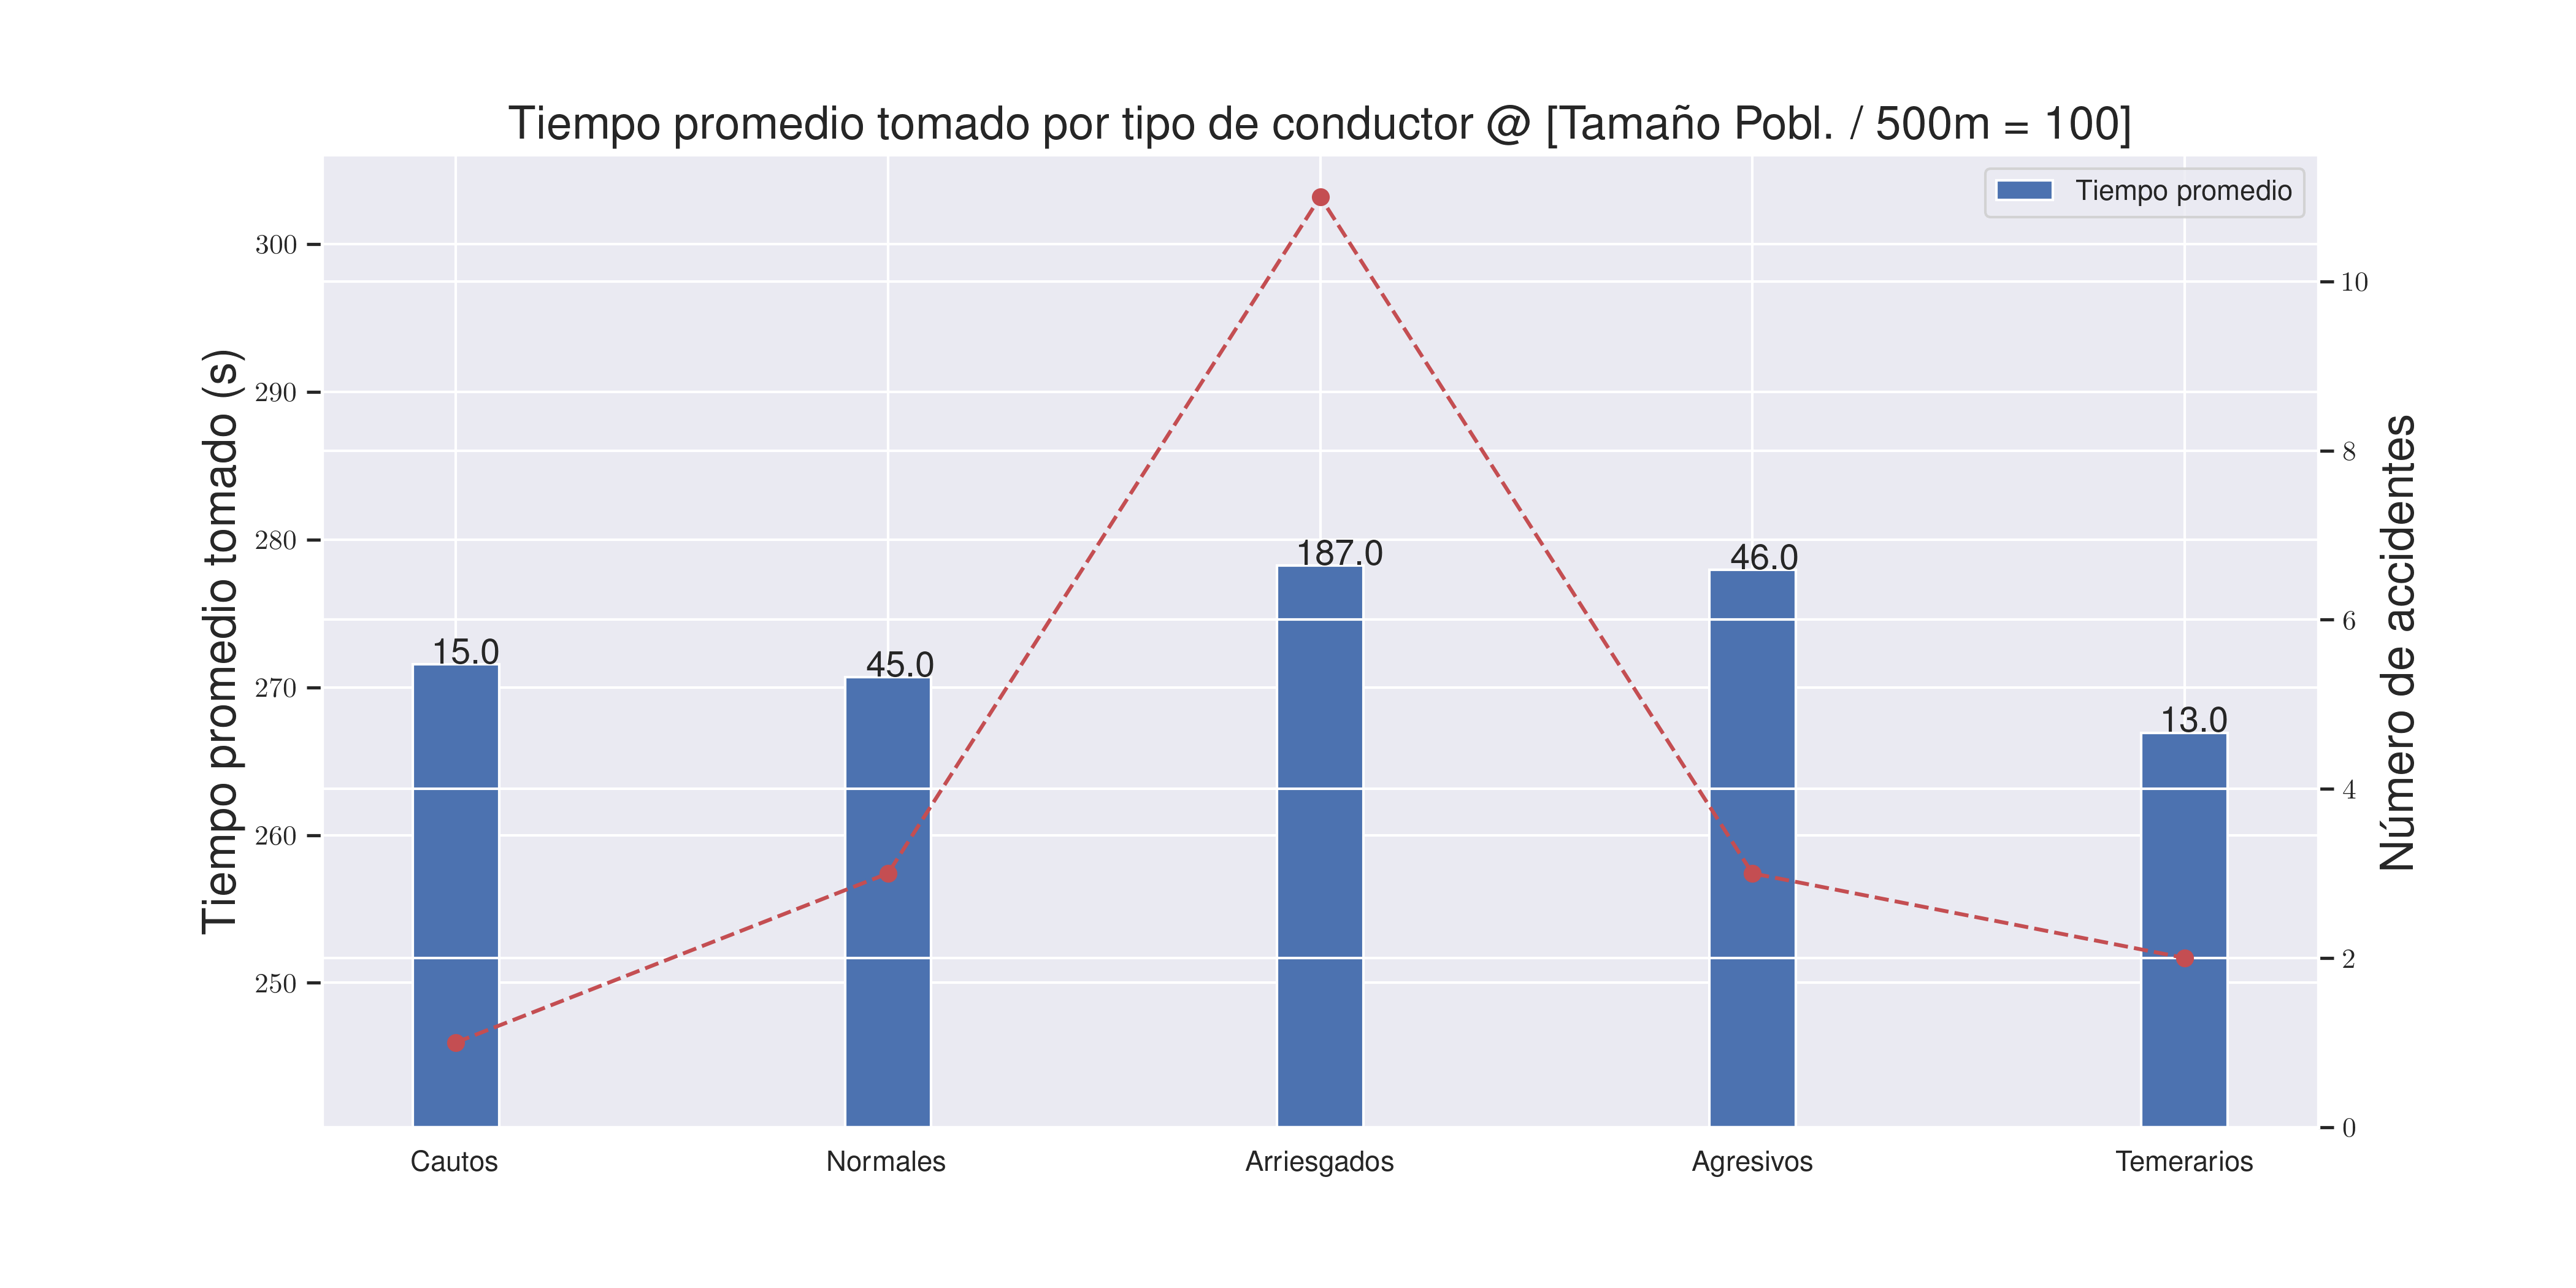 Tiempo promedio tomado por tipo de conductor @ [Tamaño Pobl. / 500m = 100]
Tiempo promedio
Tiempo promedio tomado (s)
300
290
280
270
260
250
10
8
6
4
2
0
Número de accidentes
15.0
45.0
187.0
46.0
13.0
Cautos
Normales
Arriesgados
Agresivos
Temerarios